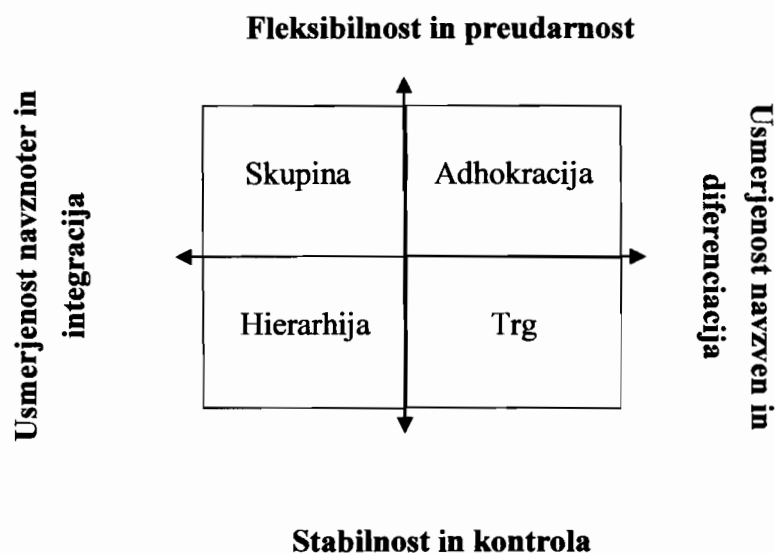 Fleksibilnost in preudarnost
Usmerjenost navznoter in
integracija
Skupina
Adhokracija
Hierarhija
Trg
Usmerjenost navzven in
diferenciacija
Stabilnost in kontrola